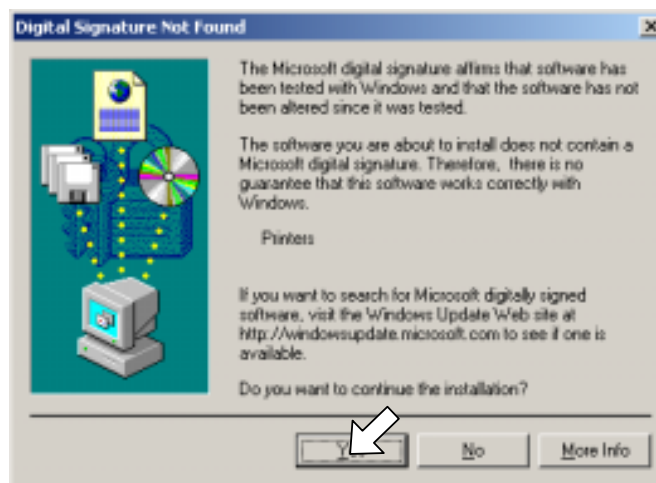 Digital Signature Not Found
The Microsoft digital signature affirms that software has
been tested with Windows and that the software has not
been altered since it was tested.
The software you are about to install does not contain a
Microsoft digital signature. Therefore, there is no
guarantee that this software works correctly with
Windows.
Printers
If you want to search for Microsoft digitally signed
software, visit the Windows Update Web site at
http://windowsupdate.microsoft.com to see if one is
available.
Do you want to continue the installation?
No
More Info